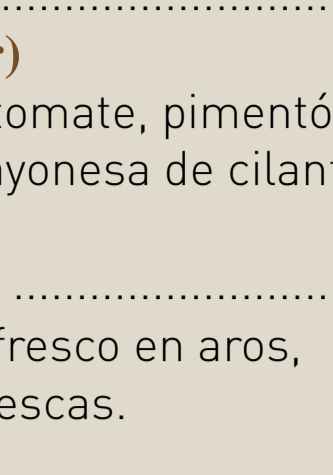 r)
tomate, pimentó
ayonesa de cilant
fresco en aros,
escas.